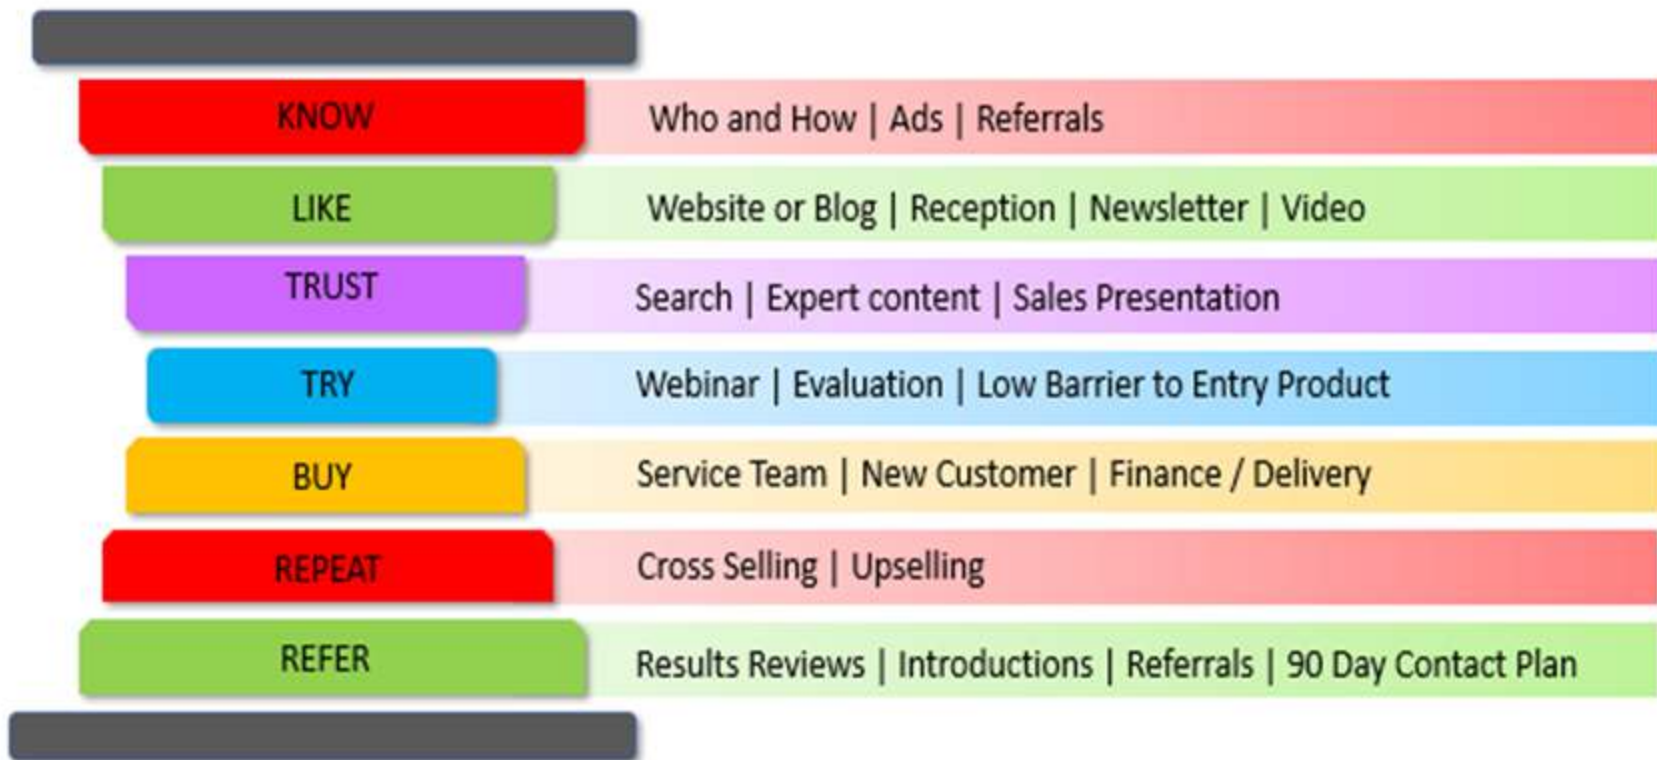 KNOW
Who and How | Ads | Referrals
LIKE
Website or Blog | Reception | Newsletter | Video
TRUST
Search | Expert content | Sales Presentation
TRY
Webinar | Evaluation | Low Barrier to Entry Product
BUY
Service Team | New Customer | Finance / Delivery
REPEAT
Cross Selling | Upselling
REFER
Results Reviews | Introductions | Referrals | 90 Day Contact Plan